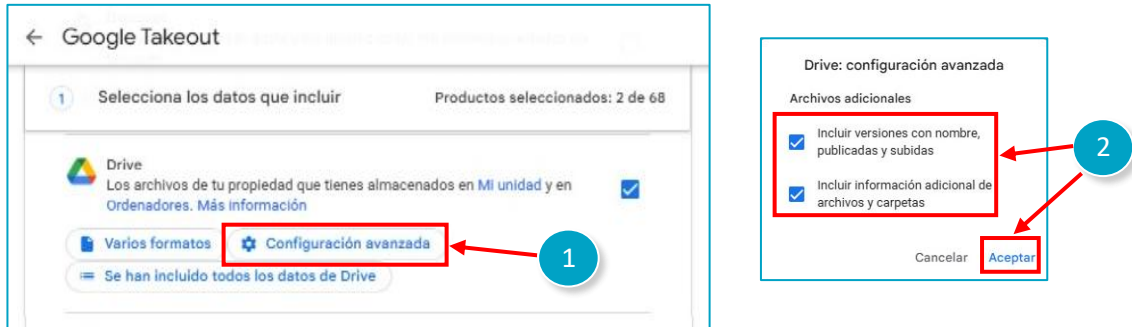 Google Takeout
1 Selecciona los datos que incluir Productos seleccionados: 2 de 68
Drive
Los archivos de tu propiedad que tienes almacenados en Mi unidad y en
Ordenadores. Más información
Varios formatos Configuración avanzada
1
Se han incluido todos los datos de Drive
Drive: configuración avanzada
Archivos adicionales
Incluir versiones con nombre,
publicadas y subidas
2
Incluir información adicional de
archivos y carpetas
Cancelar Aceptar